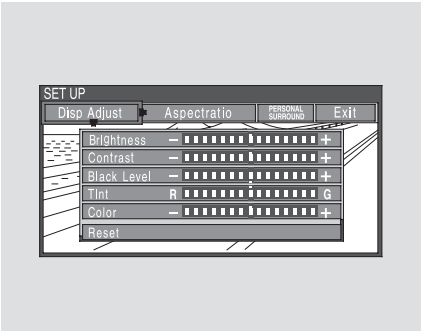 SET UP
Disp Adjust Aspectratio PERSONAL SURROUND Exit
Brightness – +
Contrast – +
Black Level – +
Tint R G
Color – +
Reset